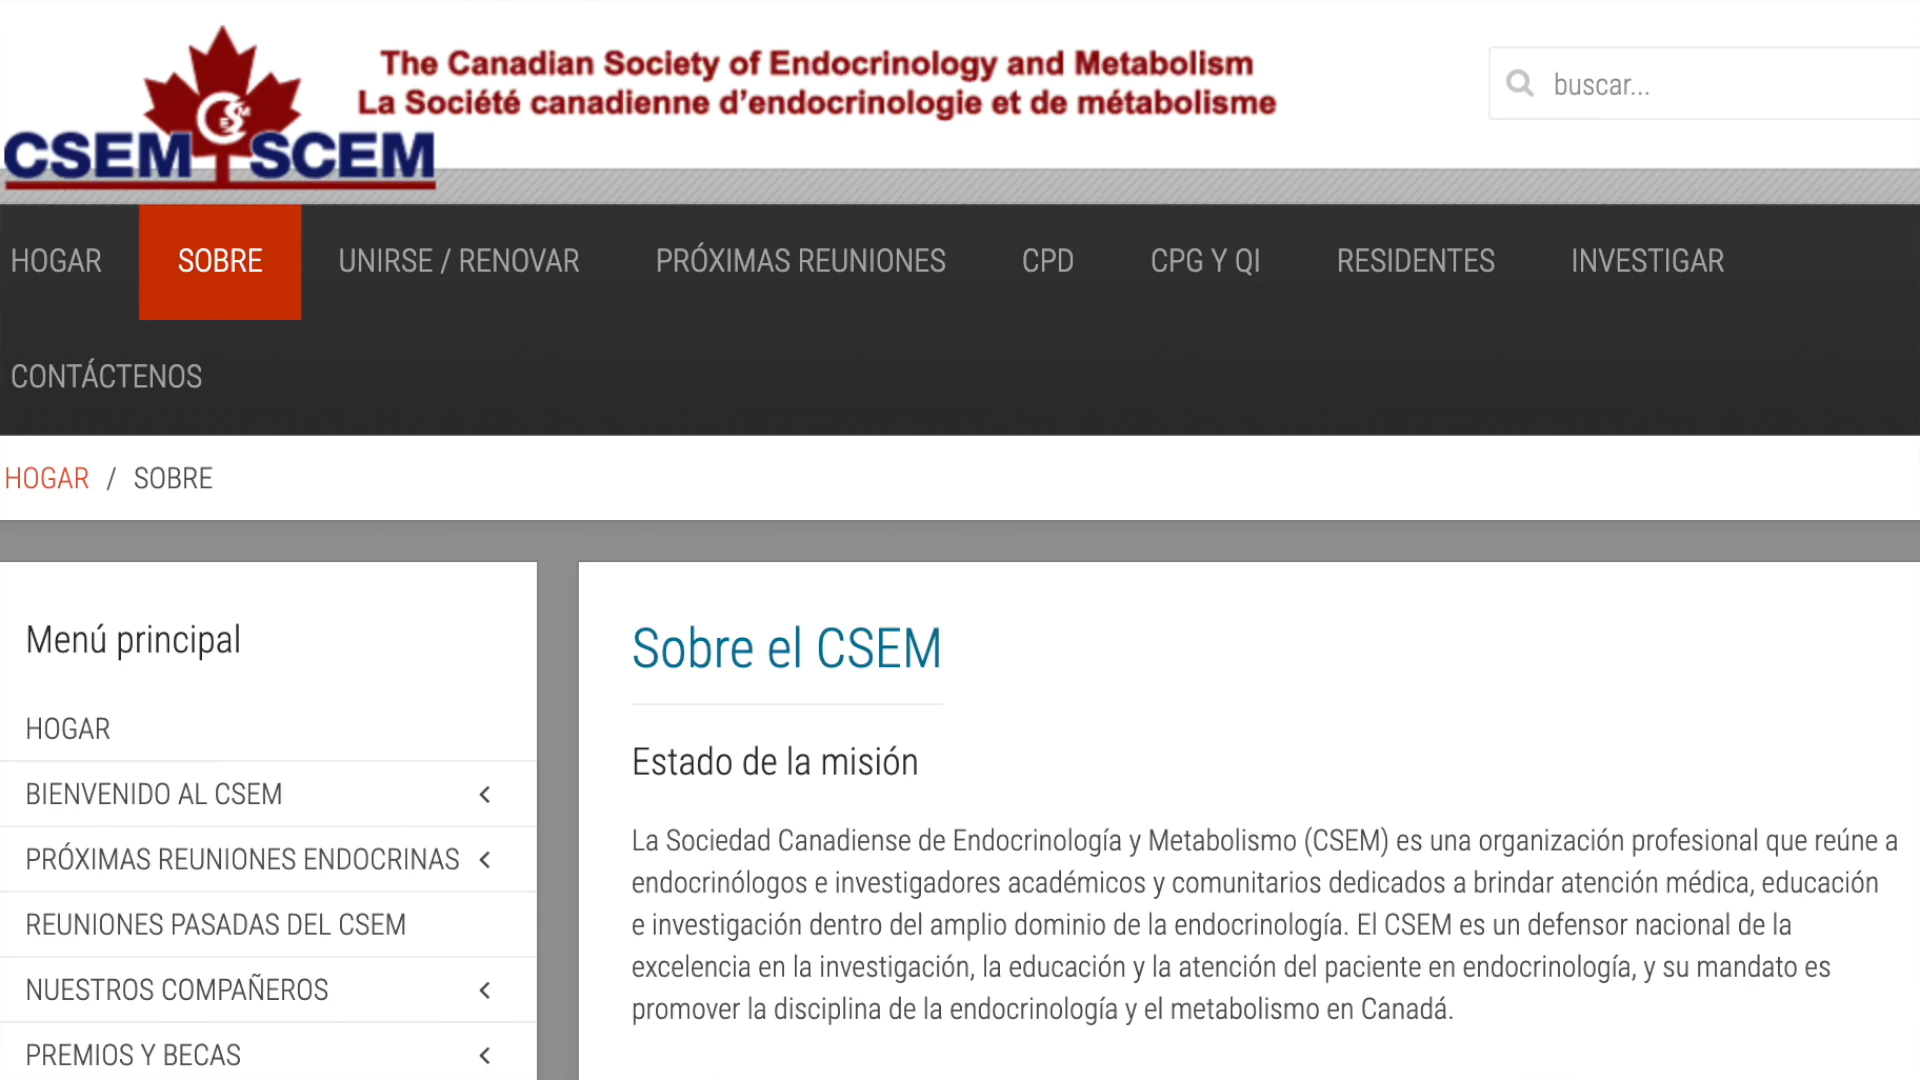 The Canadian Society of Endocrinology and Metabolism
La Société canadienne d'endocrinologie et de métabolisme
CSEM SCEM
buscar...
HOGAR SOBRE UNIRSE / RENOVAR PRÓXIMAS REUNIONES CPD CPG Y QI RESIDENTES INVESTIGAR
CONTÁCTENOS
HOGAR / SOBRE
Menú principal
HOGAR
BIENVENIDO AL CSEM
PRÓXIMAS REUNIONES ENDOCRINAS
REUNIONES PASADAS DEL CSEM
NUESTROS COMPAÑEROS
PREMIOS Y BECAS
Sobre el CSEM
Estado de la misión
La Sociedad Canadiense de Endocrinología y Metabolismo (CSEM) es una organización profesional que reúne a
endocrinólogos e investigadores académicos y comunitarios dedicados a brindar atención médica, educación
e investigación dentro del amplio dominio de la endocrinología. El CSEM es un defensor nacional de la
excelencia en la investigación, la educación y la atención del paciente en endocrinología, y su mandato es
promover la disciplina de la endocrinología y el metabolismo en Canadá.